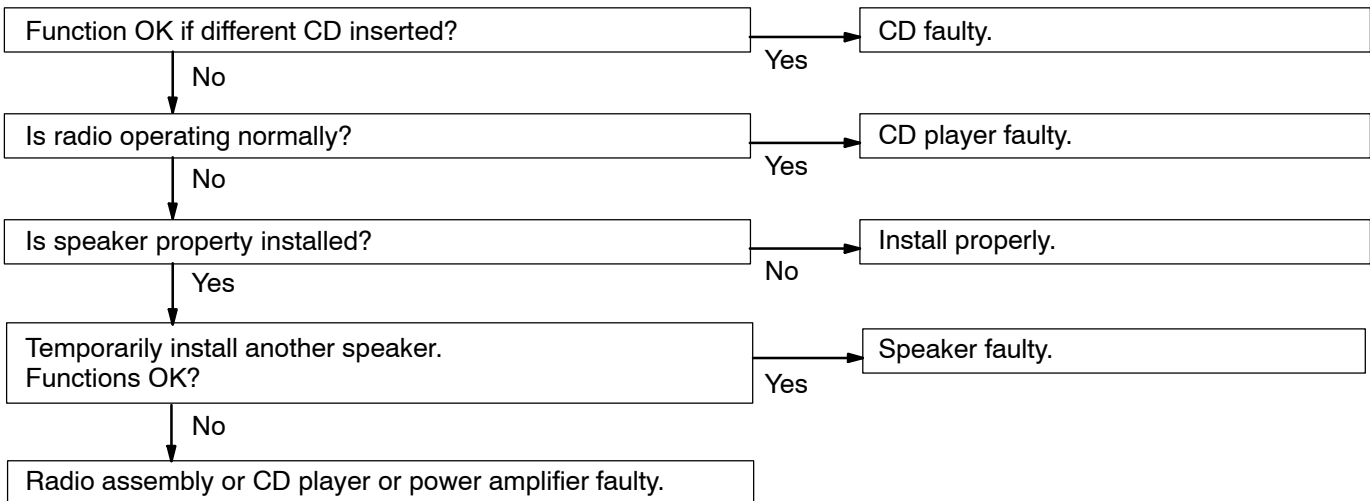 Function OK if different CD inserted?
Yes
CD faulty.
No
Is radio operating normally?
Yes
CD player faulty.
No
Is speaker property installed?
No
Install properly.
Yes
Temporarily install another speaker.
Functions OK?
Yes
Speaker faulty.
No
Radio assembly or CD player or power amplifier faulty.